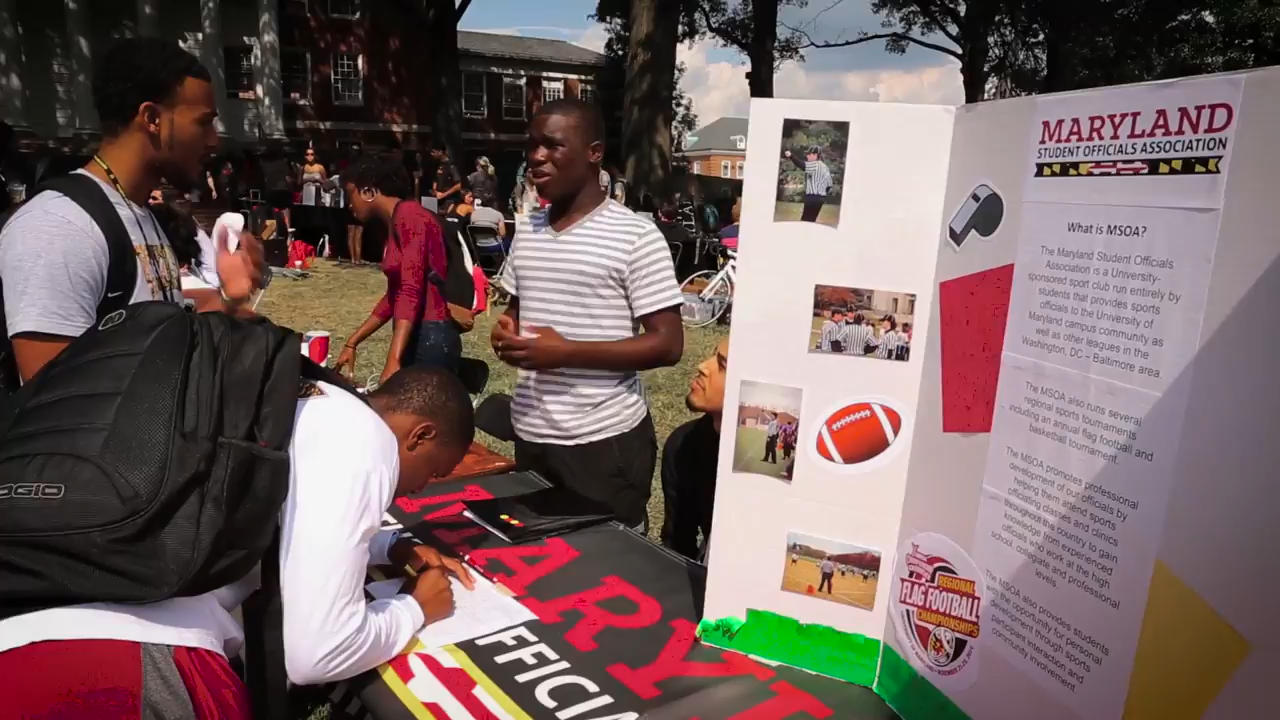 MARYLAND
STUDENT OFFICIALS ASSOCIATION
What is MSOA?
The Maryland Student Officials
Association is a University-
sponsored sport club run entirely by
students that provides sports
officials to the University of
Maryland campus community as
well as other leagues in the
Washington, DC – Baltimore area.
The MSOA also runs several
regional sports tournaments
including an annual flag football and
basketball tournament.
The MSOA promotes professional
development of our officials by
helping them attend sports
officiating classes and clinics
throughout the country to gain
knowledge from experienced
officials who work at the high
school, collegiate and professional
levels.
The MSOA also provides students
with the opportunity for personal
development through sports
participant interaction and
community involvement.
REGIONAL
FLAG FOOTBALL
CHAMPIONSHIPS
OGIO
MARYL
FFICIA